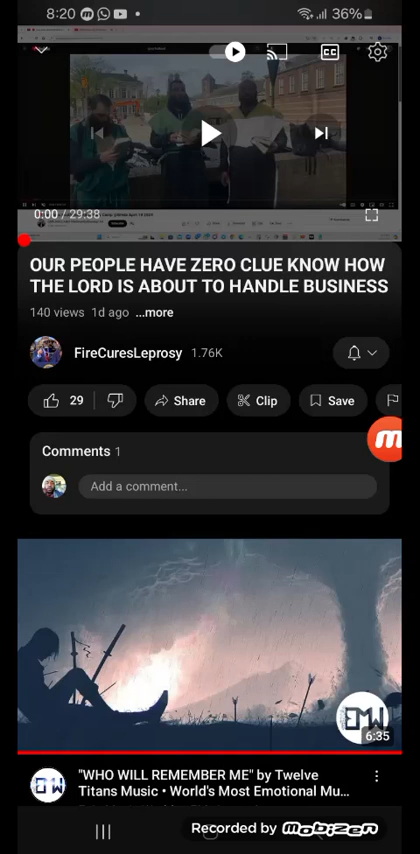 8:20
36%
CC
0:00 / 29:38
OUR PEOPLE HAVE ZERO CLUE KNOW HOW
THE LORD IS ABOUT TO HANDLE BUSINESS
140 views 1d ago ...more
FireCuresLeprosy 1.76K
29 Share Clip Save
Comments 1
m
Add a comment...
EMW
6:35
"WHO WILL REMEMBER ME" by Twelve
Titans Music • World's Most Emotional Mu...
Recorded by mobizen